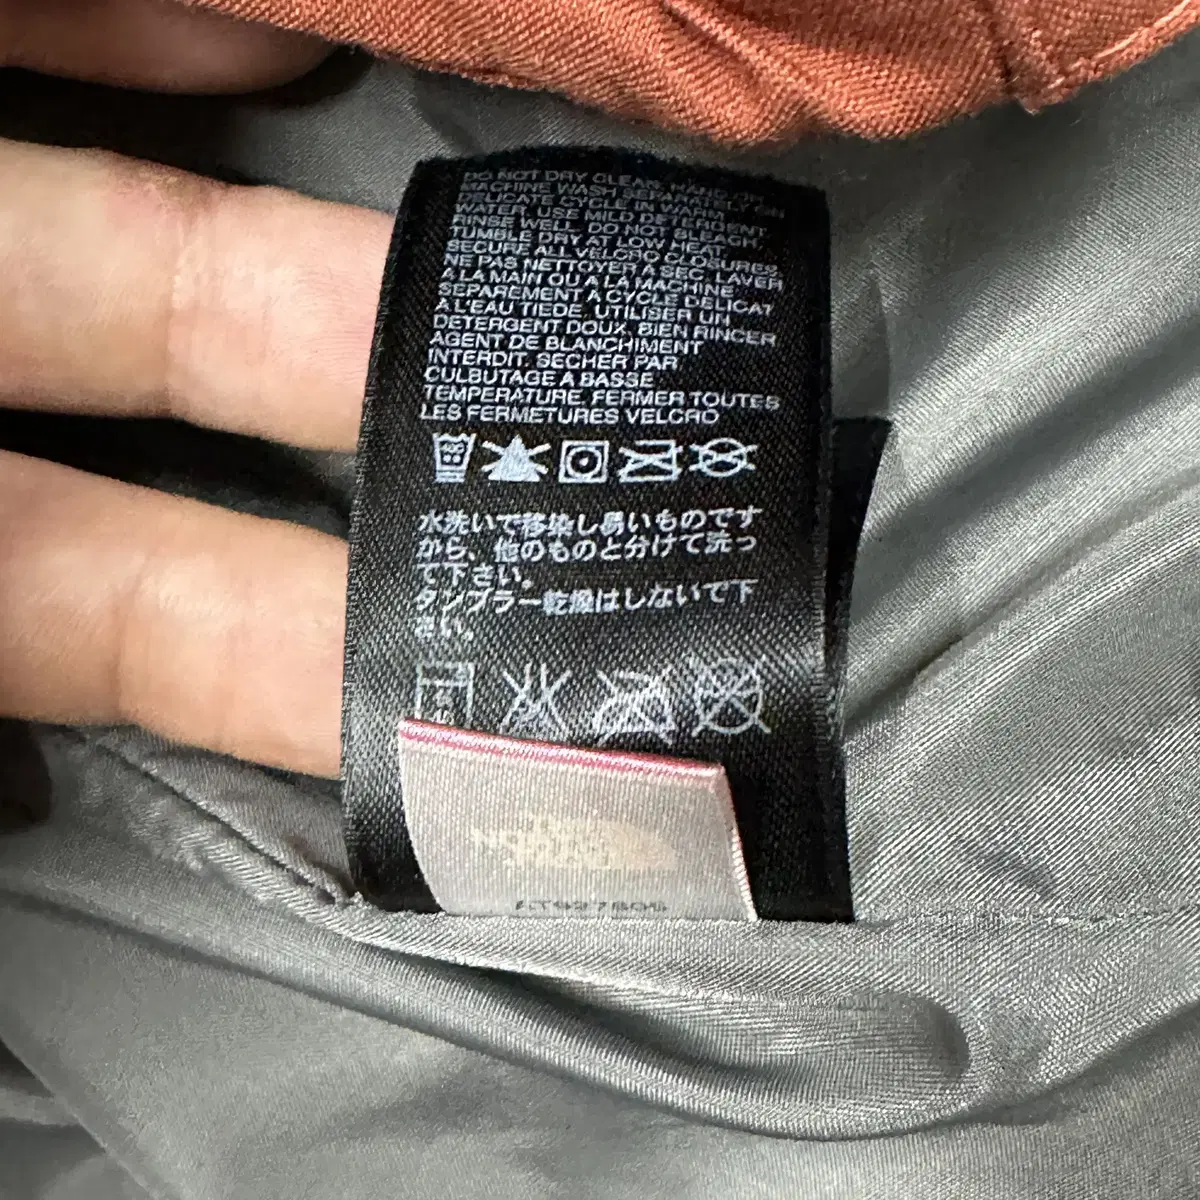 DO NOT DRY CLEAN. HAND OR
MACHINE WASH SEPARATELY ON
DELICATE CYCLE IN WARM
WATER. USE MILD DETERGENT
RINSE WELL. DO NOT BLEACH.
TUMBLE DRY AT LOW HEAT.
SECURE ALL VELCRO CLOSURES.
NE PAS NETTOYER A SEC. LAVER
A LA MAIN OU A LA MACHINE
SEPAREMENT A CYCLE DELICAT
A L'EAU TIEDE. UTILISER UN
DETERGENT DOUX. BIEN RINCER
AGENT DE BLANCHIMENT
INTERDIT. SECHER PAR
CULBUTAGE A BASSE
TEMPERATURE. FERMER TOUTES
LES FERMETURES VELCRO
水洗いで移染し易いものです
から、他のものと分けて洗っ
て下さい。
タンブラー乾燥はしないで下
さい。